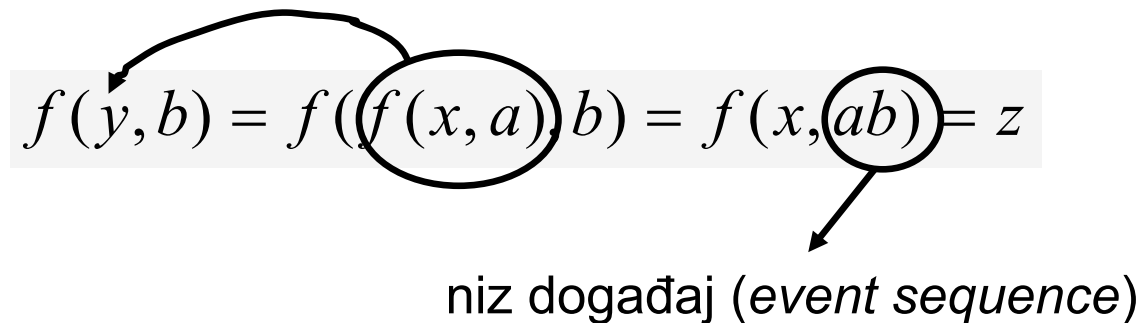 f(y,b) = f(f(x,a),b) = f(x,ab) = z
niz događaj (event sequence)